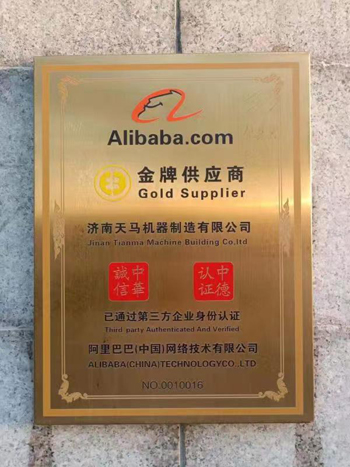 Alibaba.com
金牌供应商
Gold Supplier
济南天马机器制造有限公司
Jinan Tianma Machine Building Co.ltd
誠信中華
认证中德
已通过第三方企业身份认证
Third party Authenticated And Verified
阿里巴巴(中国)网络技术有限公司
ALIBABA(CHINA)TECHNOLOGYCO.,LTD
NO.0010016